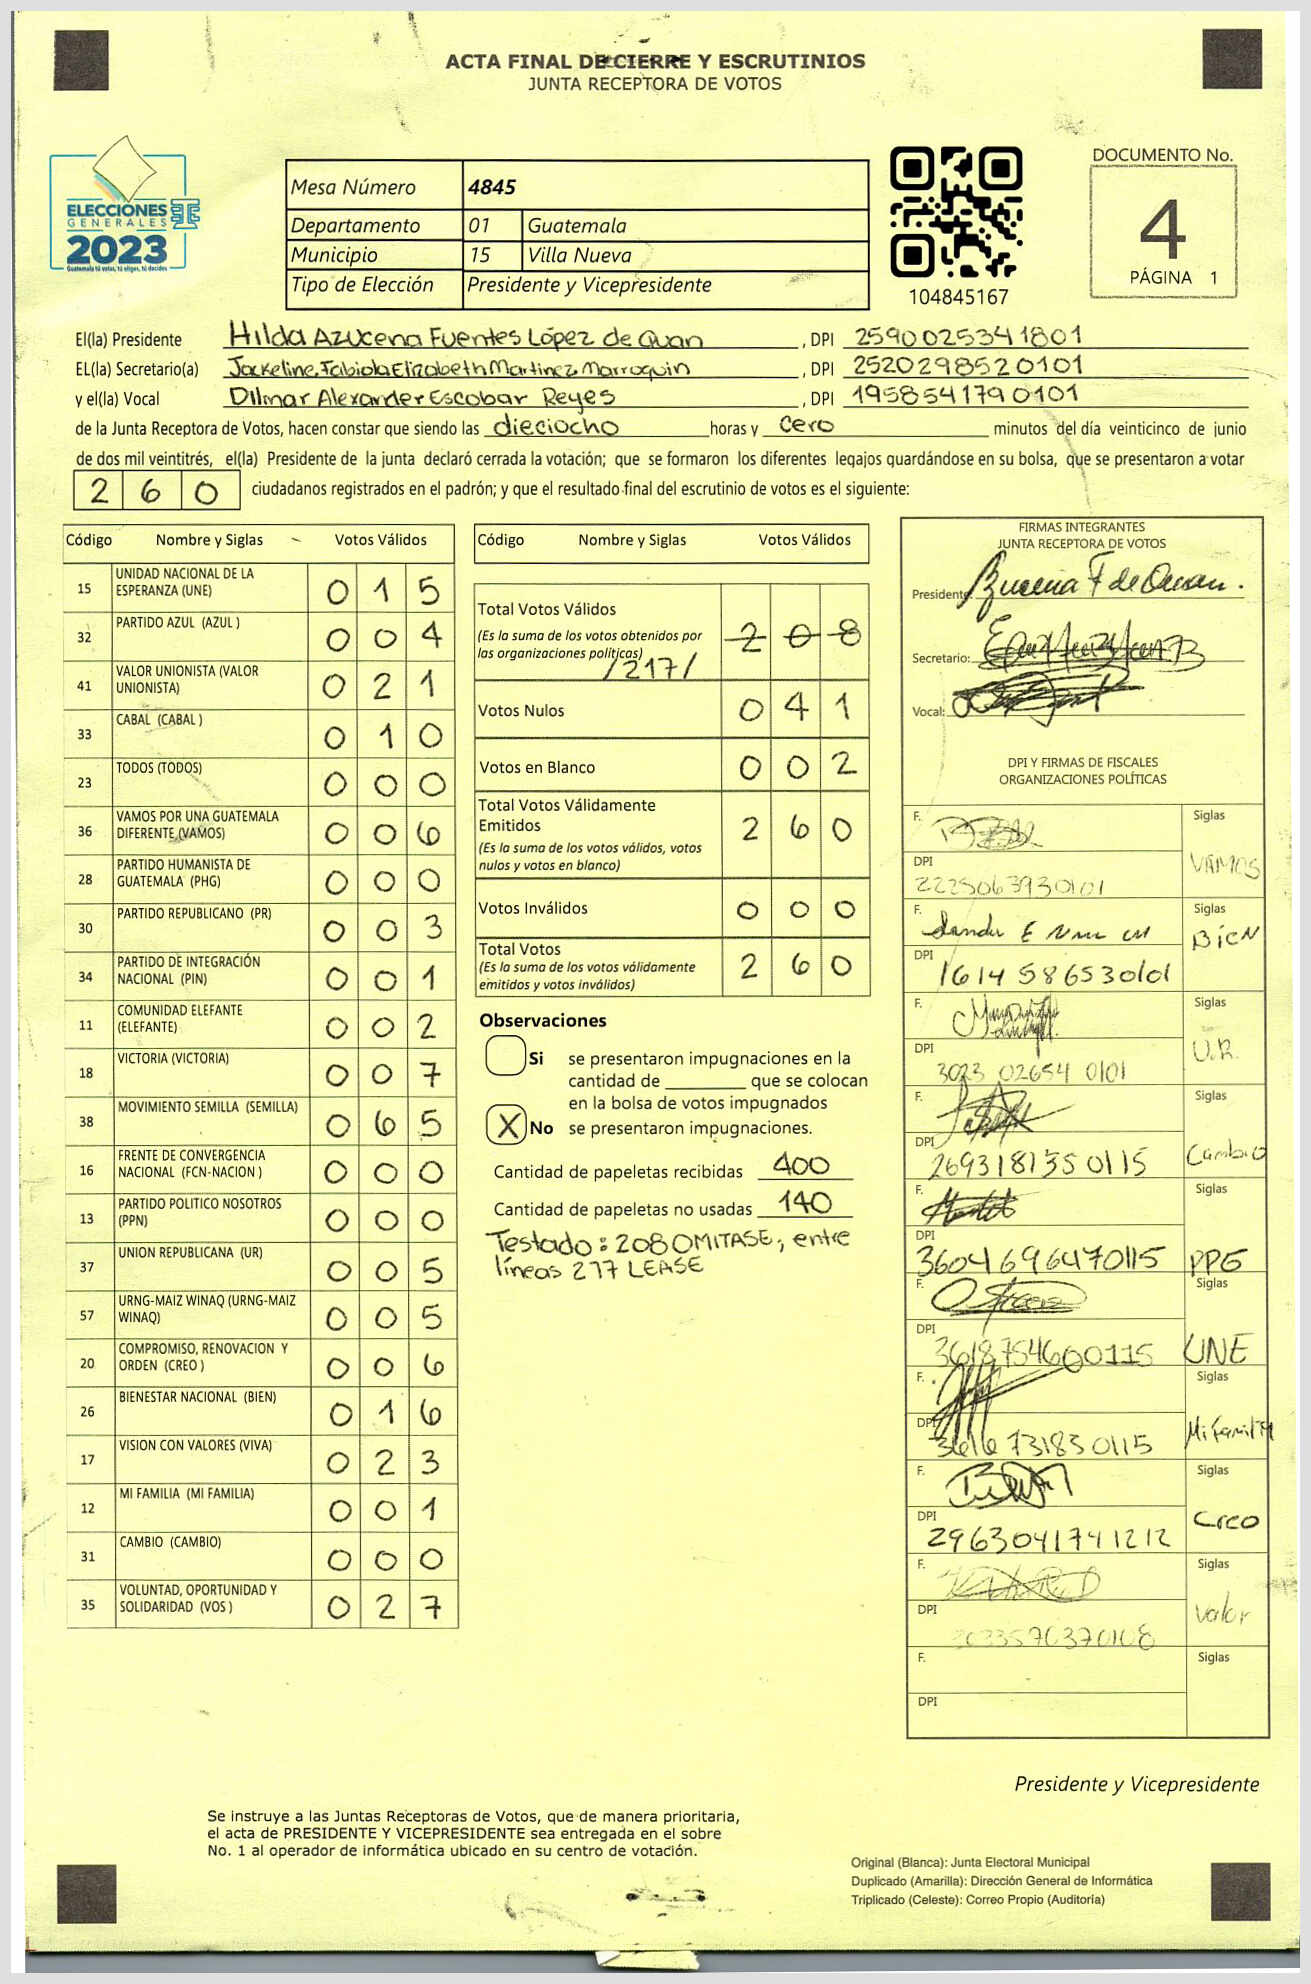 ACTA FINAL DE CIERRE Y ESCRUTINIOS
JUNTA RECEPTORA DE VOTOS
ELECCIONES
GENERALES
2023
Guatemala tú votas, tú eliges, tú decides
Mesa Número 4845
Departamento 01 Guatemala
Municipio 15 Villa Nueva
Tipo de Elección Presidente y Vicepresidente
104845167
DOCUMENTO No.
4
PÁGINA 1
El(la) Presidente Hilda Azucena Fuentes López de Quan , DPI 2590025341801
EL(la) Secretario(a) Jackeline Fabiola Elizabeth Martinez Marroquin , DPI 2520298520101
y el(la) Vocal Dilmar Alexander Escobar Reyes , DPI 1958541790101
de la Junta Receptora de Votos, hacen constar que siendo las dieciocho horas y cero minutos del día veinticinco de junio
de dos mil veintitrés, el(la) Presidente de la junta declaró cerrada la votación; que se formaron los diferentes legajos guardándose en su bolsa, que se presentaron a votar
260 ciudadanos registrados en el padrón; y que el resultado final del escrutinio de votos es el siguiente:
Código Nombre y Siglas Votos Válidos
15 UNIDAD NACIONAL DE LA ESPERANZA (UNE) 0 1 5
32 PARTIDO AZUL (AZUL ) 0 0 4
41 VALOR UNIONISTA (VALOR UNIONISTA) 0 2 1
33 CABAL (CABAL ) 0 1 0
23 TODOS (TODOS) 0 0 0
36 VAMOS POR UNA GUATEMALA DIFERENTE (VAMOS) 0 0 6
28 PARTIDO HUMANISTA DE GUATEMALA (PHG) 0 0 0
30 PARTIDO REPUBLICANO (PR) 0 0 3
34 PARTIDO DE INTEGRACIÓN NACIONAL (PIN) 0 0 1
11 COMUNIDAD ELEFANTE (ELEFANTE) 0 0 2
18 VICTORIA (VICTORIA) 0 0 7
38 MOVIMIENTO SEMILLA (SEMILLA) 0 6 5
16 FRENTE DE CONVERGENCIA NACIONAL (FCN-NACION ) 0 0 0
13 PARTIDO POLITICO NOSOTROS (PPN) 0 0 0
37 UNION REPUBLICANA (UR) 0 0 5
57 URNG-MAIZ WINAQ (URNG-MAIZ WINAQ) 0 0 5
20 COMPROMISO, RENOVACION Y ORDEN (CREO ) 0 0 6
26 BIENESTAR NACIONAL (BIEN) 0 1 6
17 VISION CON VALORES (VIVA) 0 2 3
12 MI FAMILIA (MI FAMILIA) 0 0 1
31 CAMBIO (CAMBIO) 0 0 0
35 VOLUNTAD, OPORTUNIDAD Y SOLIDARIDAD (VOS ) 0 2 7
Código Nombre y Siglas Votos Válidos
Total Votos Válidos 2 0 8
(Es la suma de los votos obtenidos por
las organizaciones políticas) /217/
Votos Nulos 0 4 1
Votos en Blanco 0 0 2
Total Votos Válidamente
Emitidos 2 6 0
(Es la suma de los votos válidos, votos
nulos y votos en blanco)
Votos Inválidos 0 0 0
Total Votos 2 6 0
(Es la suma de los votos válidamente
emitidos y votos inválidos)
Observaciones
Si se presentaron impugnaciones en la
cantidad de que se colocan
en la bolsa de votos impugnados
X No se presentaron impugnaciones.
Cantidad de papeletas recibidas 400
Cantidad de papeletas no usadas 140
Testado: 208 OMITASE; entre
líneas 217 LEASE
FIRMAS INTEGRANTES
JUNTA RECEPTORA DE VOTOS
Presidente:
Secretario:
Vocal:
DPI Y FIRMAS DE FISCALES
ORGANIZACIONES POLÍTICAS
F. Siglas
VAMOS
DPI
2225063930101
F. Siglas
BieN
DPI
1614 58653 0101
F. Siglas
U.R.
DPI
3023 02654 0101
F. Siglas
Cambio
DPI
269318135 0115
F. Siglas
DPI
3604696470115
F. Siglas
UNE
DPI
3618754600115
F. Siglas
Mi familia
DPI
3616 731830115
F. Siglas
Creo
DPI
2963041741212
F. Siglas
Valor
DPI
F. Siglas
DPI
Presidente y Vicepresidente
Se instruye a las Juntas Receptoras de Votos, que de manera prioritaria,
el acta de PRESIDENTE Y VICEPRESIDENTE sea entregada en el sobre
No. 1 al operador de informática ubicado en su centro de votación.
Original (Blanca): Junta Electoral Municipal
Duplicado (Amarilla): Dirección General de Informática
Triplicado (Celeste): Correo Propio (Auditoría)